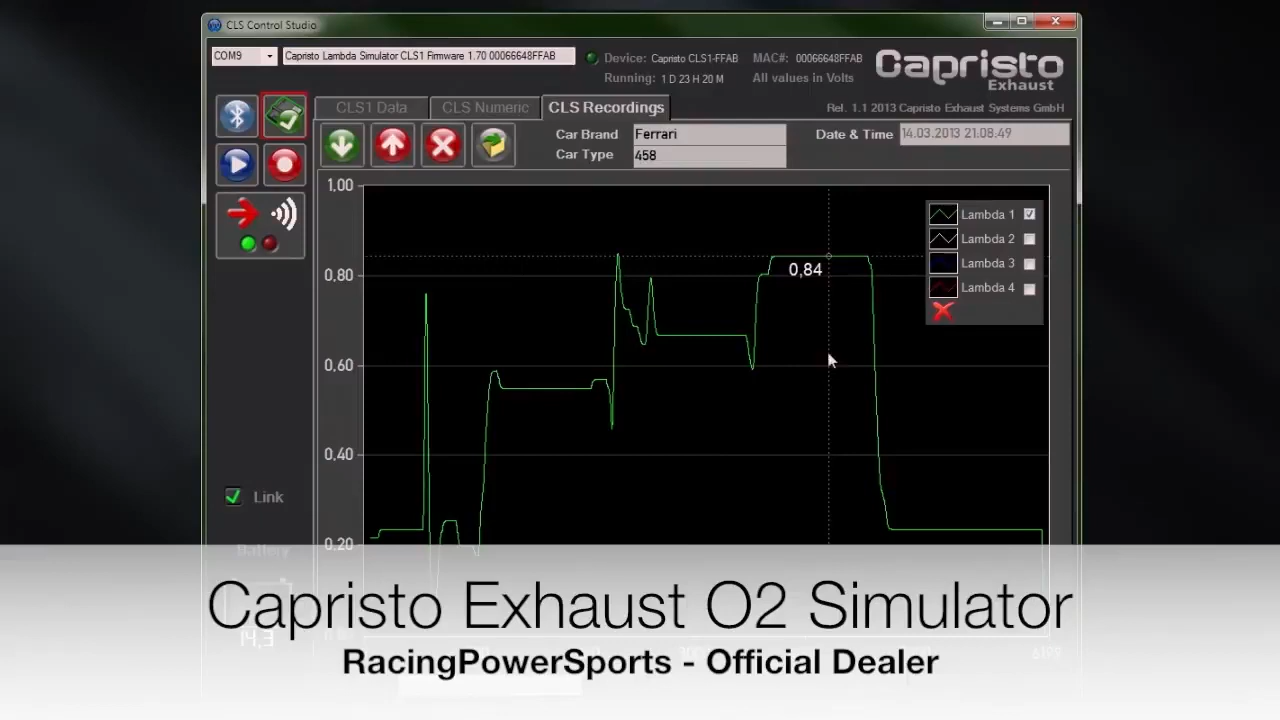 CLS Control Studio
COM9
Capristo Lambda Simulator CLS1 Firmware 1.70 00066648FFAB
Device: Capristo CLS1-FFAB
MAC#: 00066648FFAB
Running: 1 D 23 H 20 M
All values in Volts
Capristo
Exhaust
CLS1 Data
CLS Numeric
CLS Recordings
Rel. 1.1 2013 Capristo Exhaust Systems GmbH
Car Brand
Ferrari
Date & Time
14.03.2013 21:08:49
Car Type
458
1,00
Lambda 1
Lambda 2
Lambda 3
Lambda 4
0,84
0,80
0,60
0,40
0,20
Link
Battery
14,3
Capristo Exhaust O2 Simulator
RacingPowerSports - Official Dealer